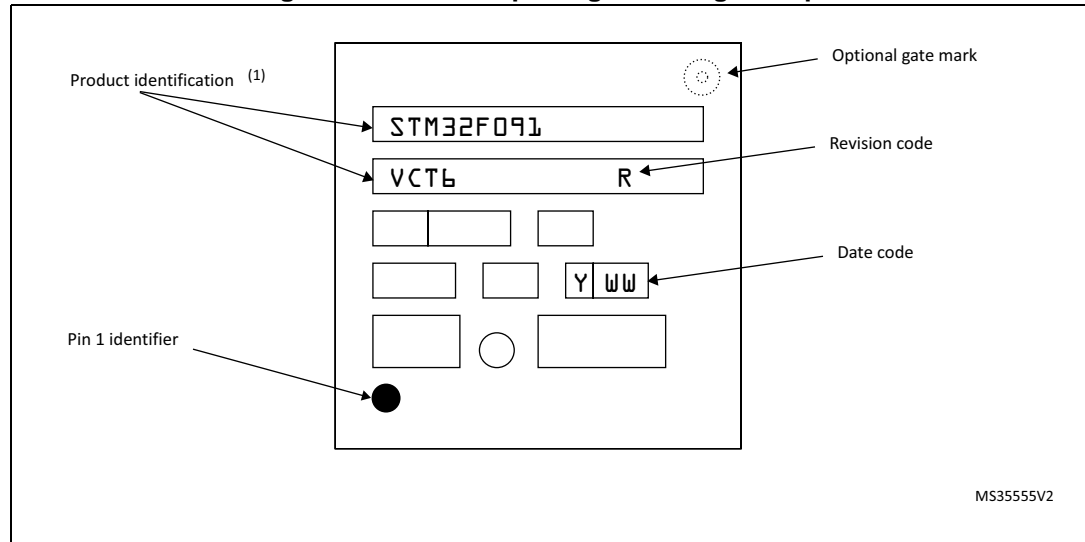 Optional gate mark
Product identification (1)
STM32F091
Revision code
VCT6 R
Date code
Y WW
Pin 1 identifier
MS35555V2